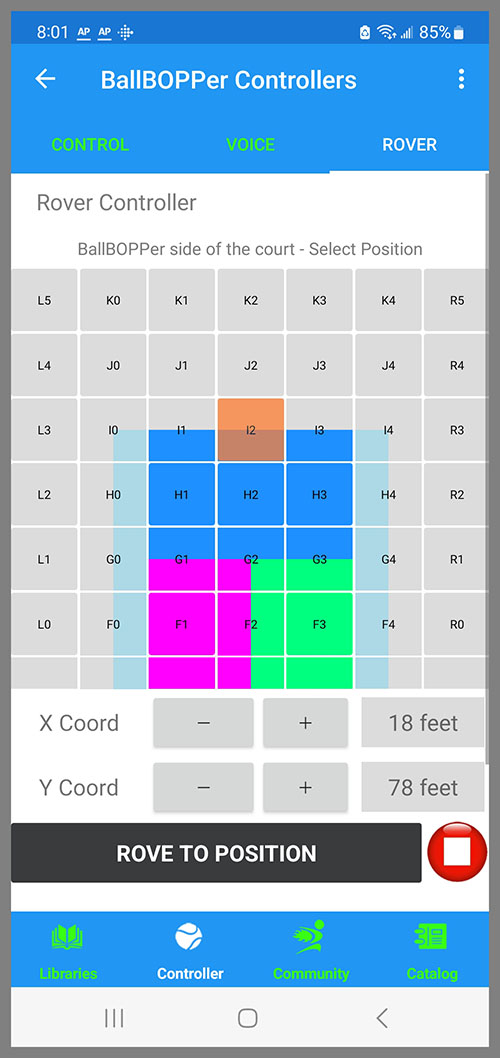 8:01 AP AP 85%
BallBOPPer Controllers
CONTROL VOICE ROVER
Rover Controller
BallBOPPer side of the court - Select Position
L5 K0 K1 K2 K3 K4 R5
L4 J0 J1 J2 J3 J4 R4
L3 I0 I1 I2 I3 I4 R3
L2 H0 H1 H2 H3 H4 R2
L1 G0 G1 G2 G3 G4 R1
L0 F0 F1 F2 F3 F4 R0
X Coord − + 18 feet
Y Coord − + 78 feet
ROVE TO POSITION
Libraries Controller Community Catalog